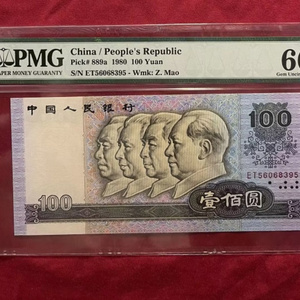 PMG
PAPER MONEY GUARANTY
China / People's Republic
Pick# 889a 1980 100 Yuan
S/N ET56068395 - Wmk: Z. Mao
66
Gem Unc
中国人民银行
100
ET56068395
100
壹佰圆